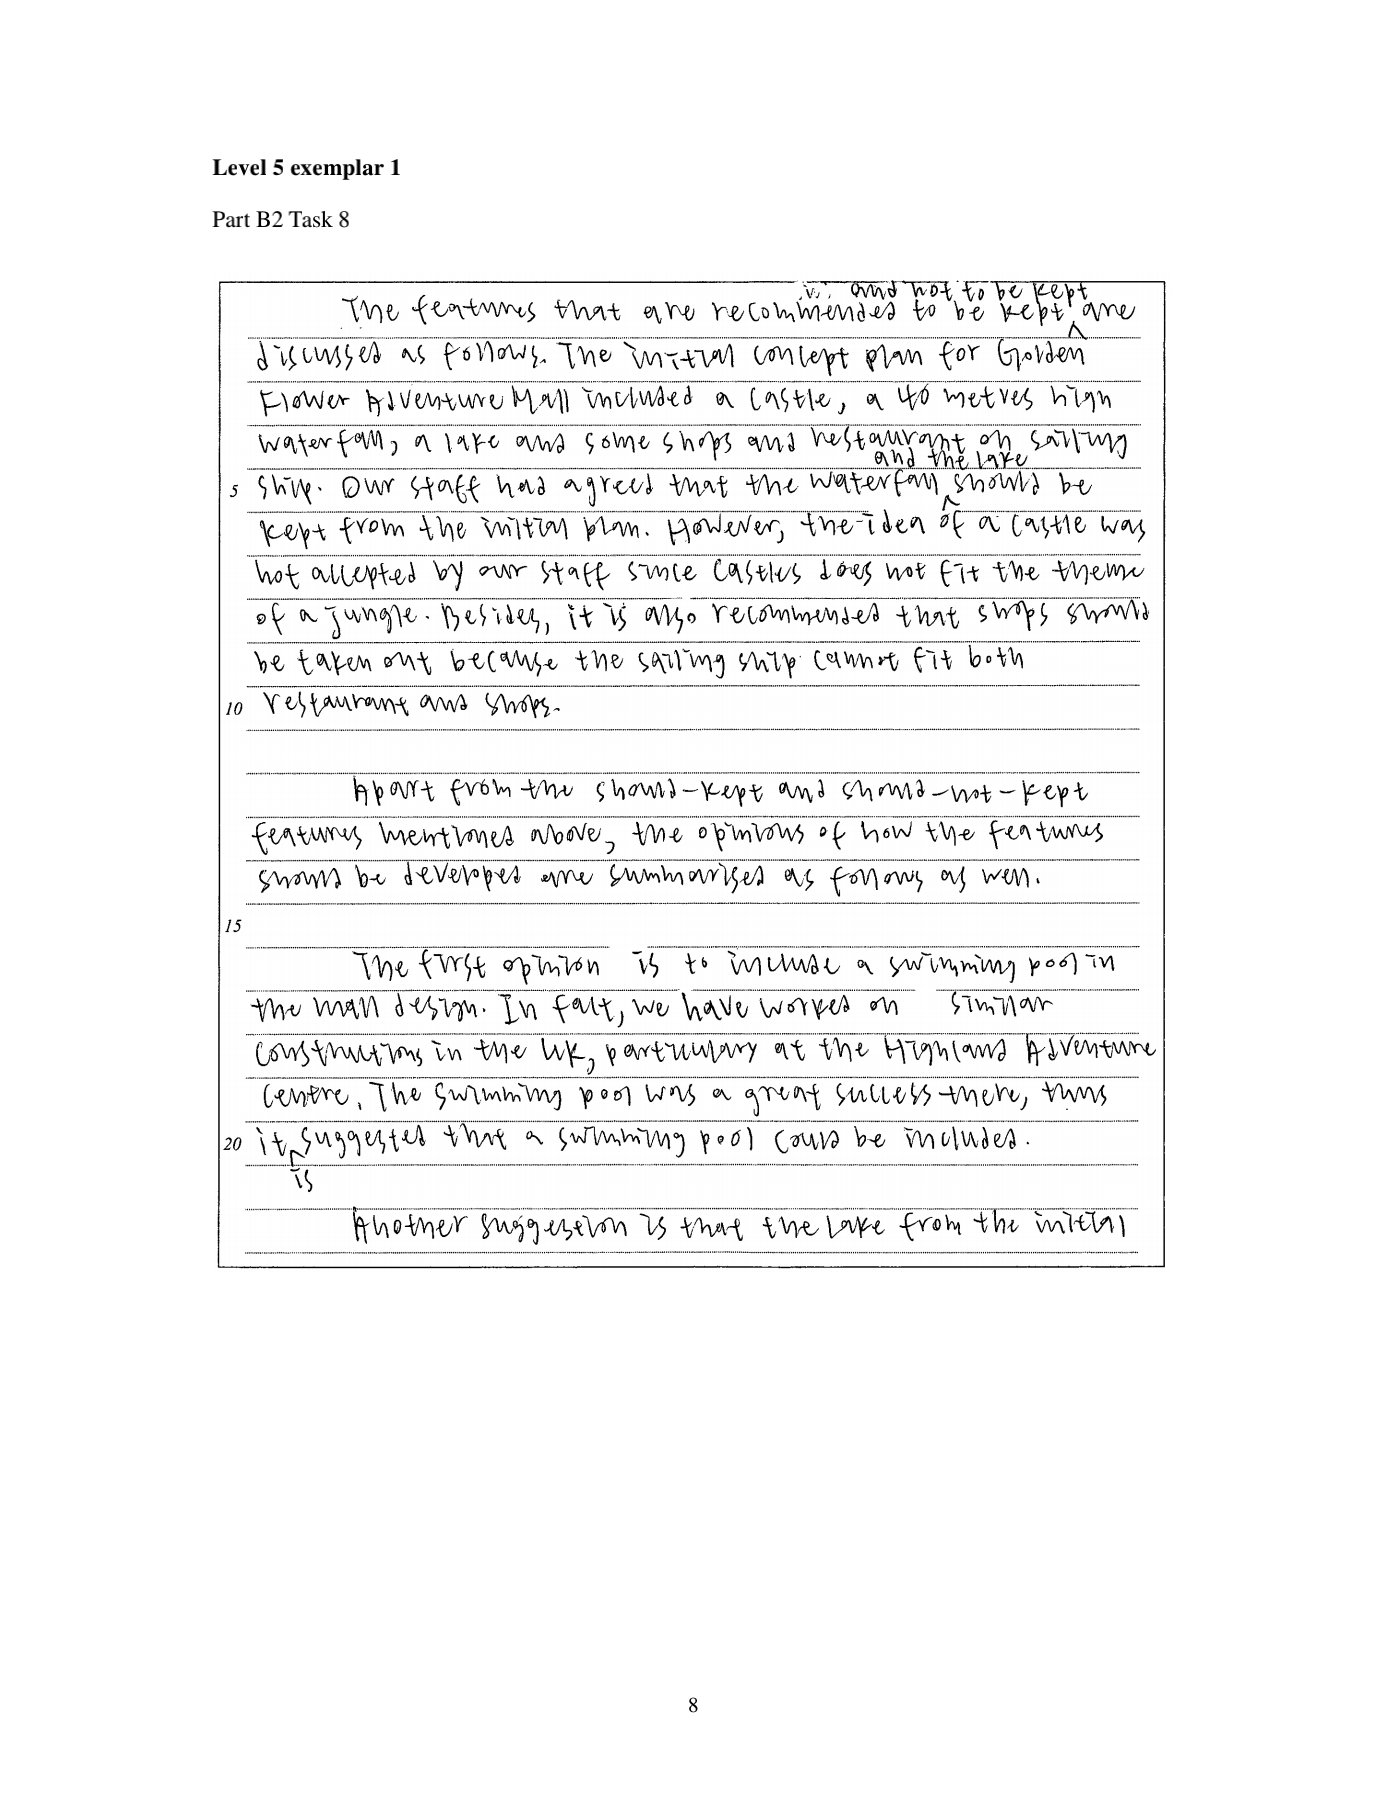 Level 5 exemplar 1
Part B2 Task 8
and not to be kept
The features that are recommended to be kept are
discussed as follows. The initial concept plan for Golden
Flower Adventure Mall included a castle, a 40 metres high
waterfall, a lake and some shops and restaurant on sailing
and the lake
5 ship. Our staff had agreed that the waterfall should be
kept from the initial plan. However, the idea of a castle was
not accepted by our staff since castles does not fit the theme
of a jungle. Besides, it is also recommended that shops should
be taken out because the sailing ship cannot fit both
10 restaurant and shops.
Apart from the should-kept and should-not-kept
features mentioned above, the opinions of how the features
should be developed are summarised as follows as well.
15
The first opinion is to include a swimming pool in
the mall design. In fact, we have worked on similar
constructions in the UK, particulary at the Highland Adventure
Centre. The swimming pool was a great success there, thus
20 it suggested that a swimming pool could be included.
is
Another suggestion is that the lake from the initial
8